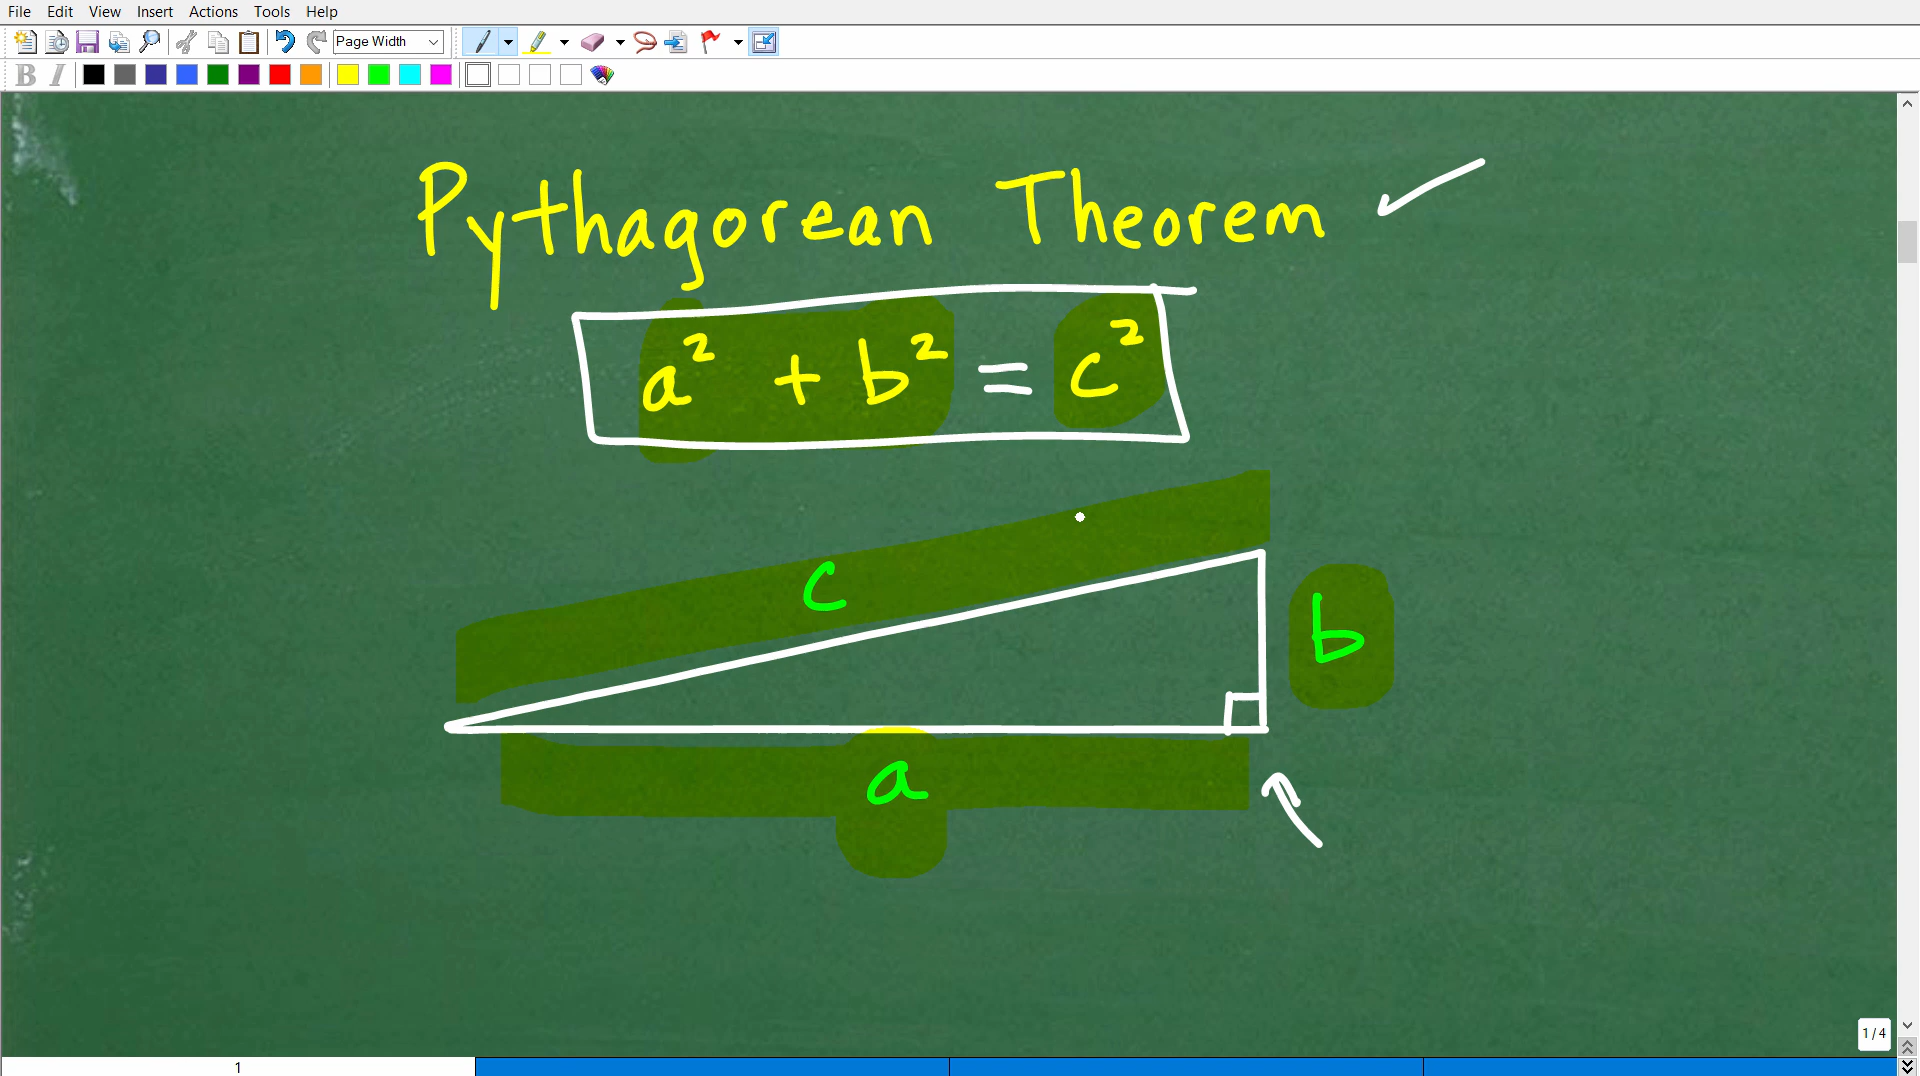 File Edit View Insert Actions Tools Help
Page Width
B I
Pythagorean Theorem
a² + b² = c²
c
b
a
1 / 4
1